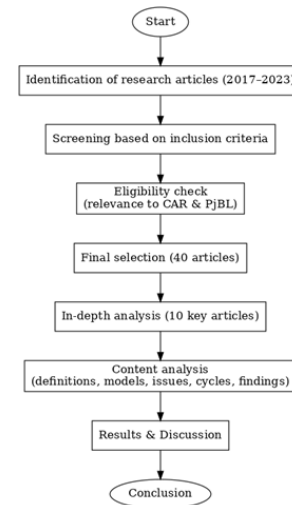 Start
Identification of research articles (2017–2023)
Screening based on inclusion criteria
Eligibility check
(relevance to CAR & PjBL)
Final selection (40 articles)
In-depth analysis (10 key articles)
Content analysis
(definitions, models, issues, cycles, findings)
Results & Discussion
Conclusion